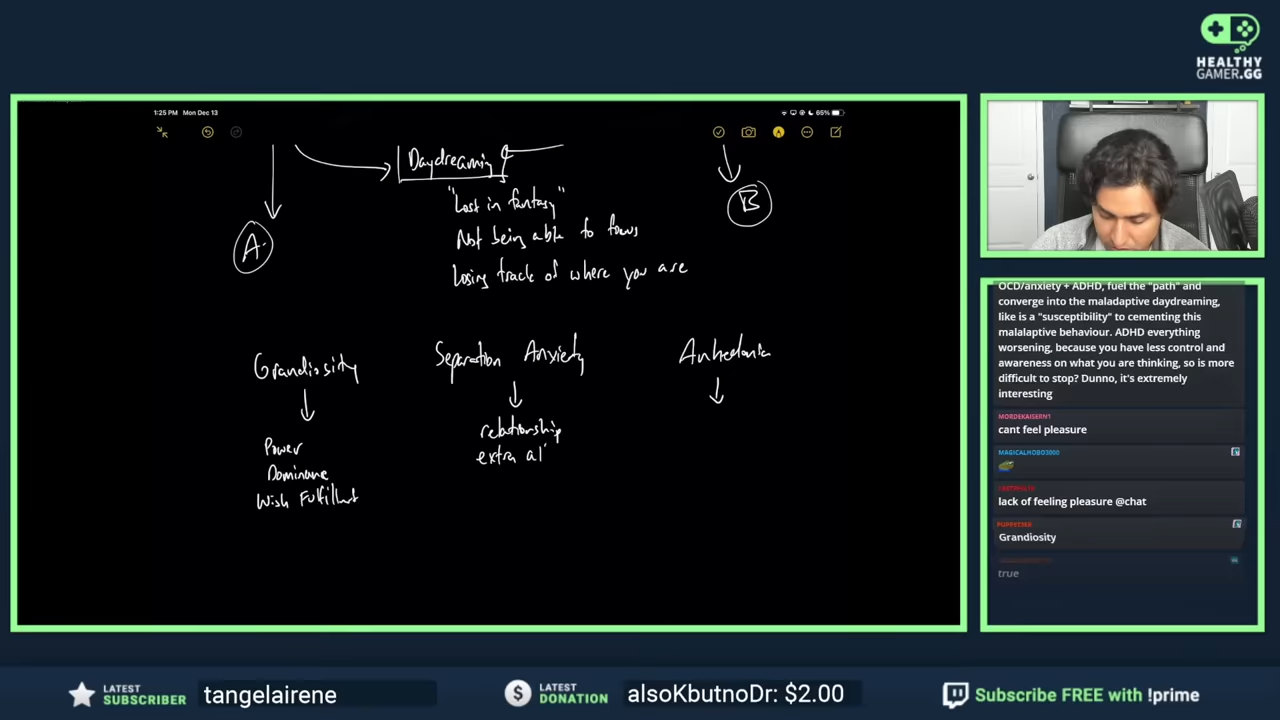 HEALTHY
GAMER.GG
1:25 PM Mon Dec 13
65%
Daydreaming
"Lost in fantasy"
Not being able to focus
Losing track of where you are
A
B
Grandiosity
Separation Anxiety
Anhedonia
Power
Dominance
Wish Fulfillment
relationship
extra al
OCD/anxiety + ADHD, fuel the "path" and
converge into the maladaptive daydreaming,
like is a "susceptibility" to cementing this
malalaptive behaviour. ADHD everything
worsening, because you have less control and
awareness on what you are thinking, so is more
difficult to stop? Dunno, it's extremely
interesting
MORDEKAISERN1
cant feel pleasure
MAGICALHOBO3000
lack of feeling pleasure @chat
Grandiosity
true
LATEST
SUBSCRIBER
tangelairene
LATEST
DONATION
alsoKbutnoDr: $2.00
Subscribe FREE with !prime